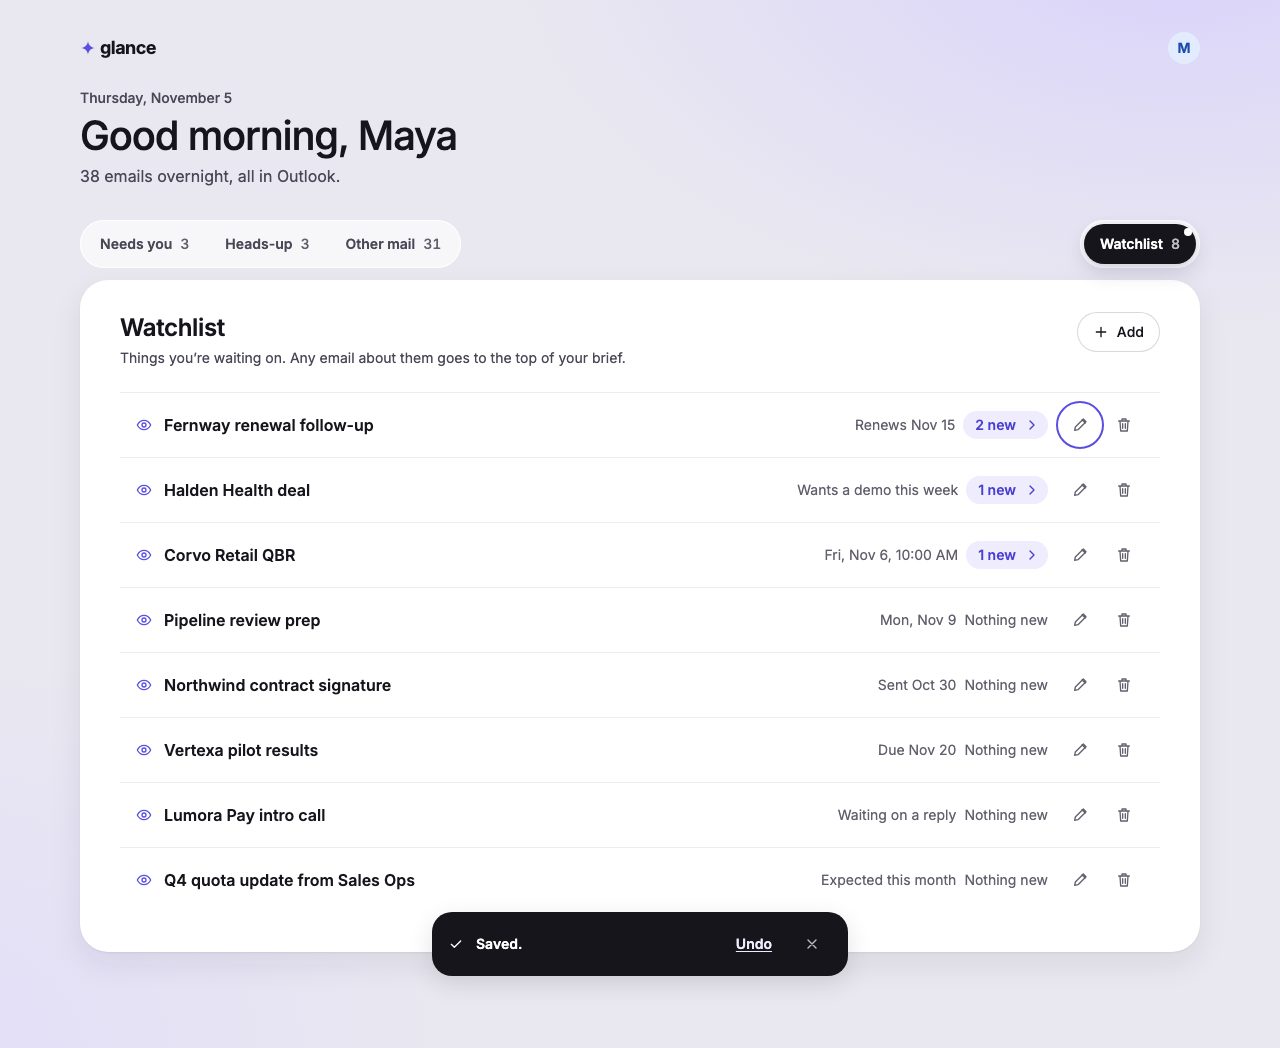 glance
M
Thursday, November 5
Good morning, Maya
38 emails overnight, all in Outlook.
Needs you 3 Heads-up 3 Other mail 31 Watchlist 8
Watchlist
Add
Things you’re waiting on. Any email about them goes to the top of your brief.
Fernway renewal follow-up Renews Nov 15 2 new
Halden Health deal Wants a demo this week 1 new
Corvo Retail QBR Fri, Nov 6, 10:00 AM 1 new
Pipeline review prep Mon, Nov 9 Nothing new
Northwind contract signature Sent Oct 30 Nothing new
Vertexa pilot results Due Nov 20 Nothing new
Lumora Pay intro call Waiting on a reply Nothing new
Q4 quota update from Sales Ops Expected this month Nothing new
Saved. Undo